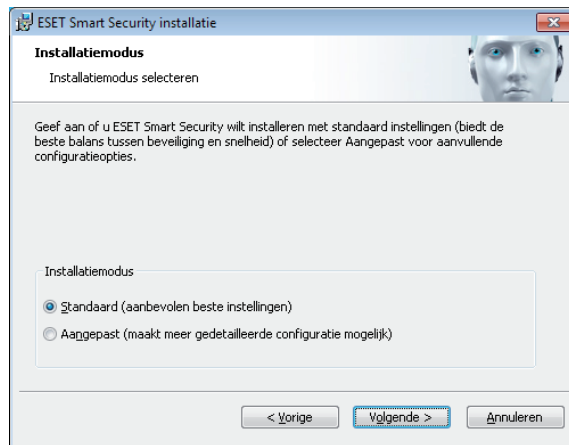 ESET Smart Security installatie
Installatiemodus
Installatiemodus selecteren
Geef aan of u ESET Smart Security wilt installeren met standaard instellingen (biedt de
beste balans tussen beveiliging en snelheid) of selecteer Aangepast voor aanvullende
configuratieopties.
Installatiemodus
Standaard (aanbevolen beste instellingen)
Aangepast (maakt meer gedetailleerde configuratie mogelijk)
< Vorige
Volgende >
Annuleren